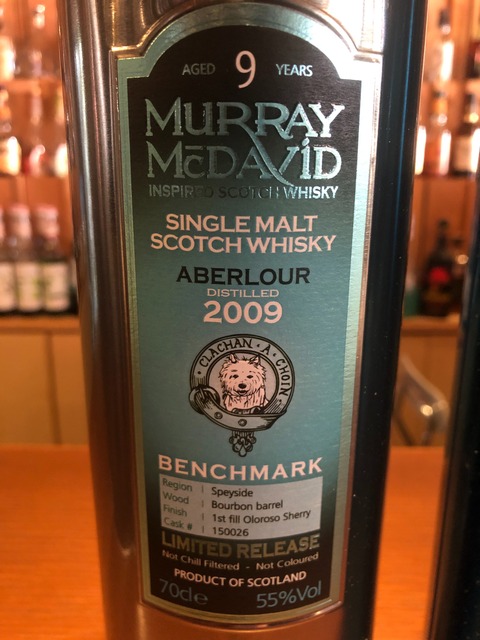 AGED 9 YEARS
MURRAY
McDAVID
INSPIRED SCOTCH WHISKY
SINGLE MALT
SCOTCH WHISKY
ABERLOUR
DISTILLED
2009
CLACHAN · A · CHOIN
BENCHMARK
Region Speyside
Wood Bourbon barrel
Finish 1st fill Oloroso Sherry
Cask # 150026
LIMITED RELEASE
Not Chill Filtered - Not Coloured
PRODUCT OF SCOTLAND
70cle 55%Vol